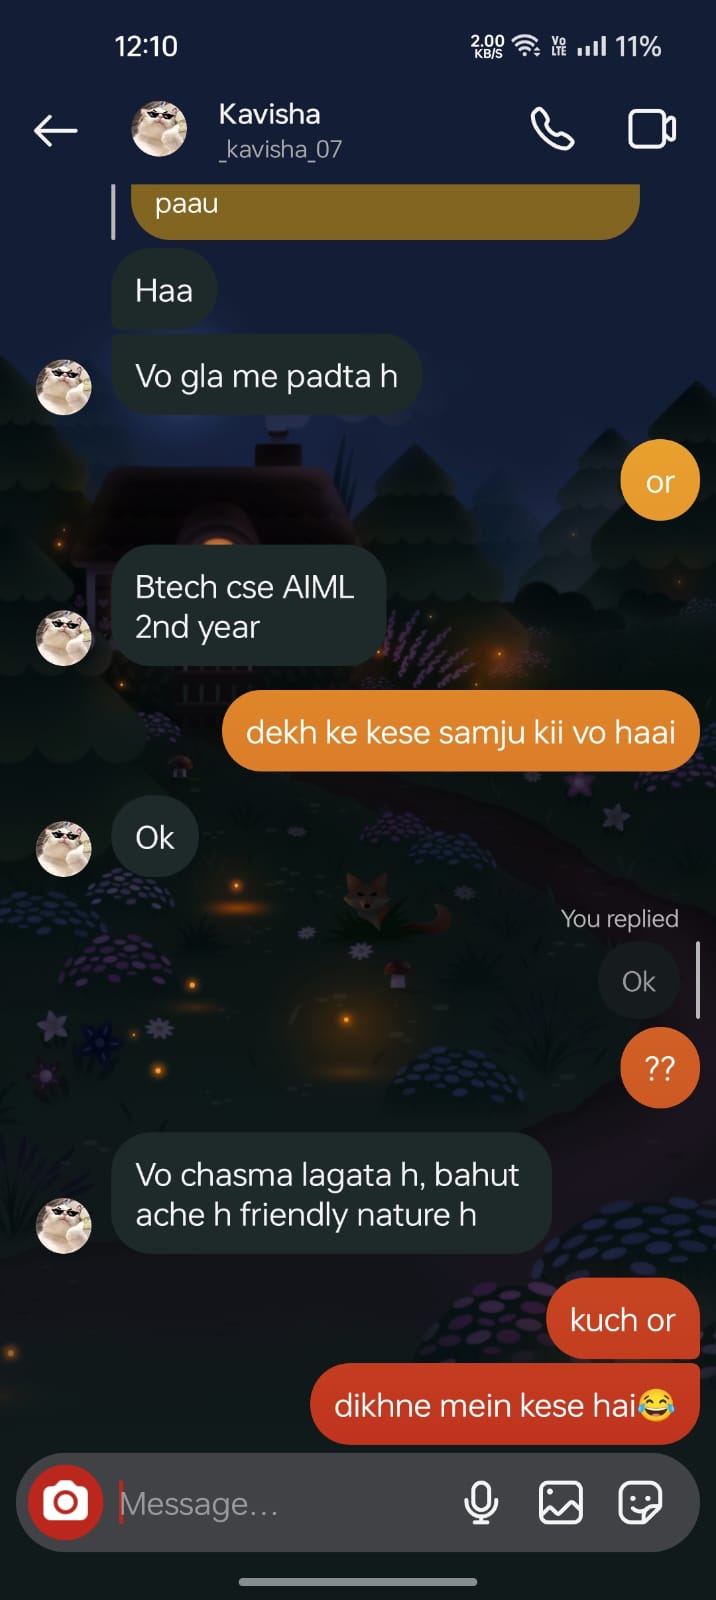 12:10
2.00 KB/S Vo LTE 11%
Kavisha
_kavisha_07
paau
Haa
Vo gla me padta h
or
Btech cse AIML
2nd year
dekh ke kese samju kii vo haai
Ok
You replied
Ok
??
Vo chasma lagata h, bahut
ache h friendly nature h
kuch or
dikhne mein kese hai😂
Message...